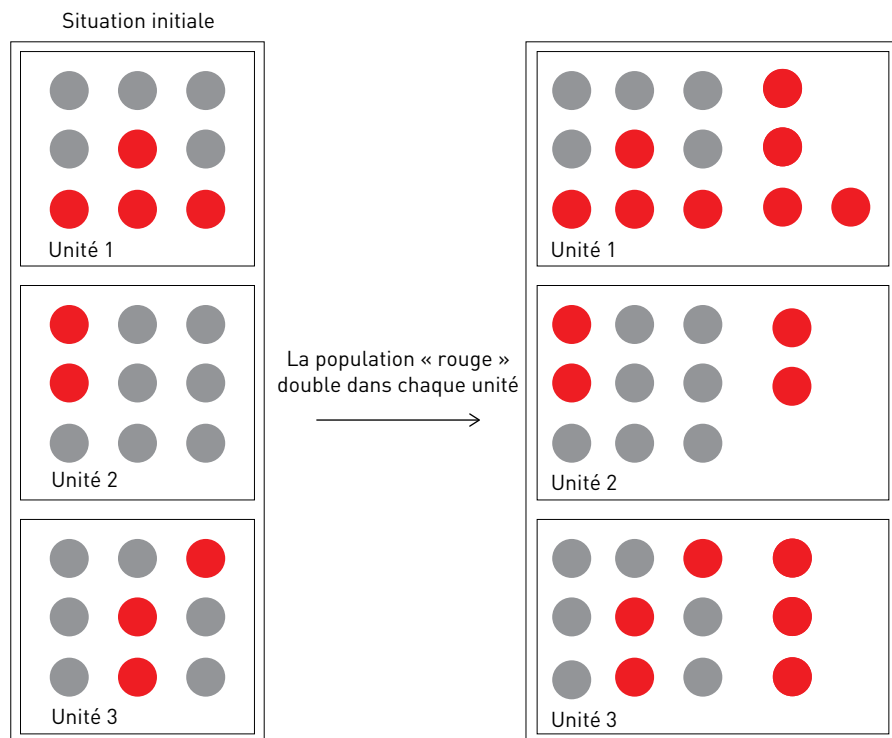 Situation initiale
Unité 1
Unité 2
Unité 3
La population « rouge »
double dans chaque unité
Unité 1
Unité 2
Unité 3